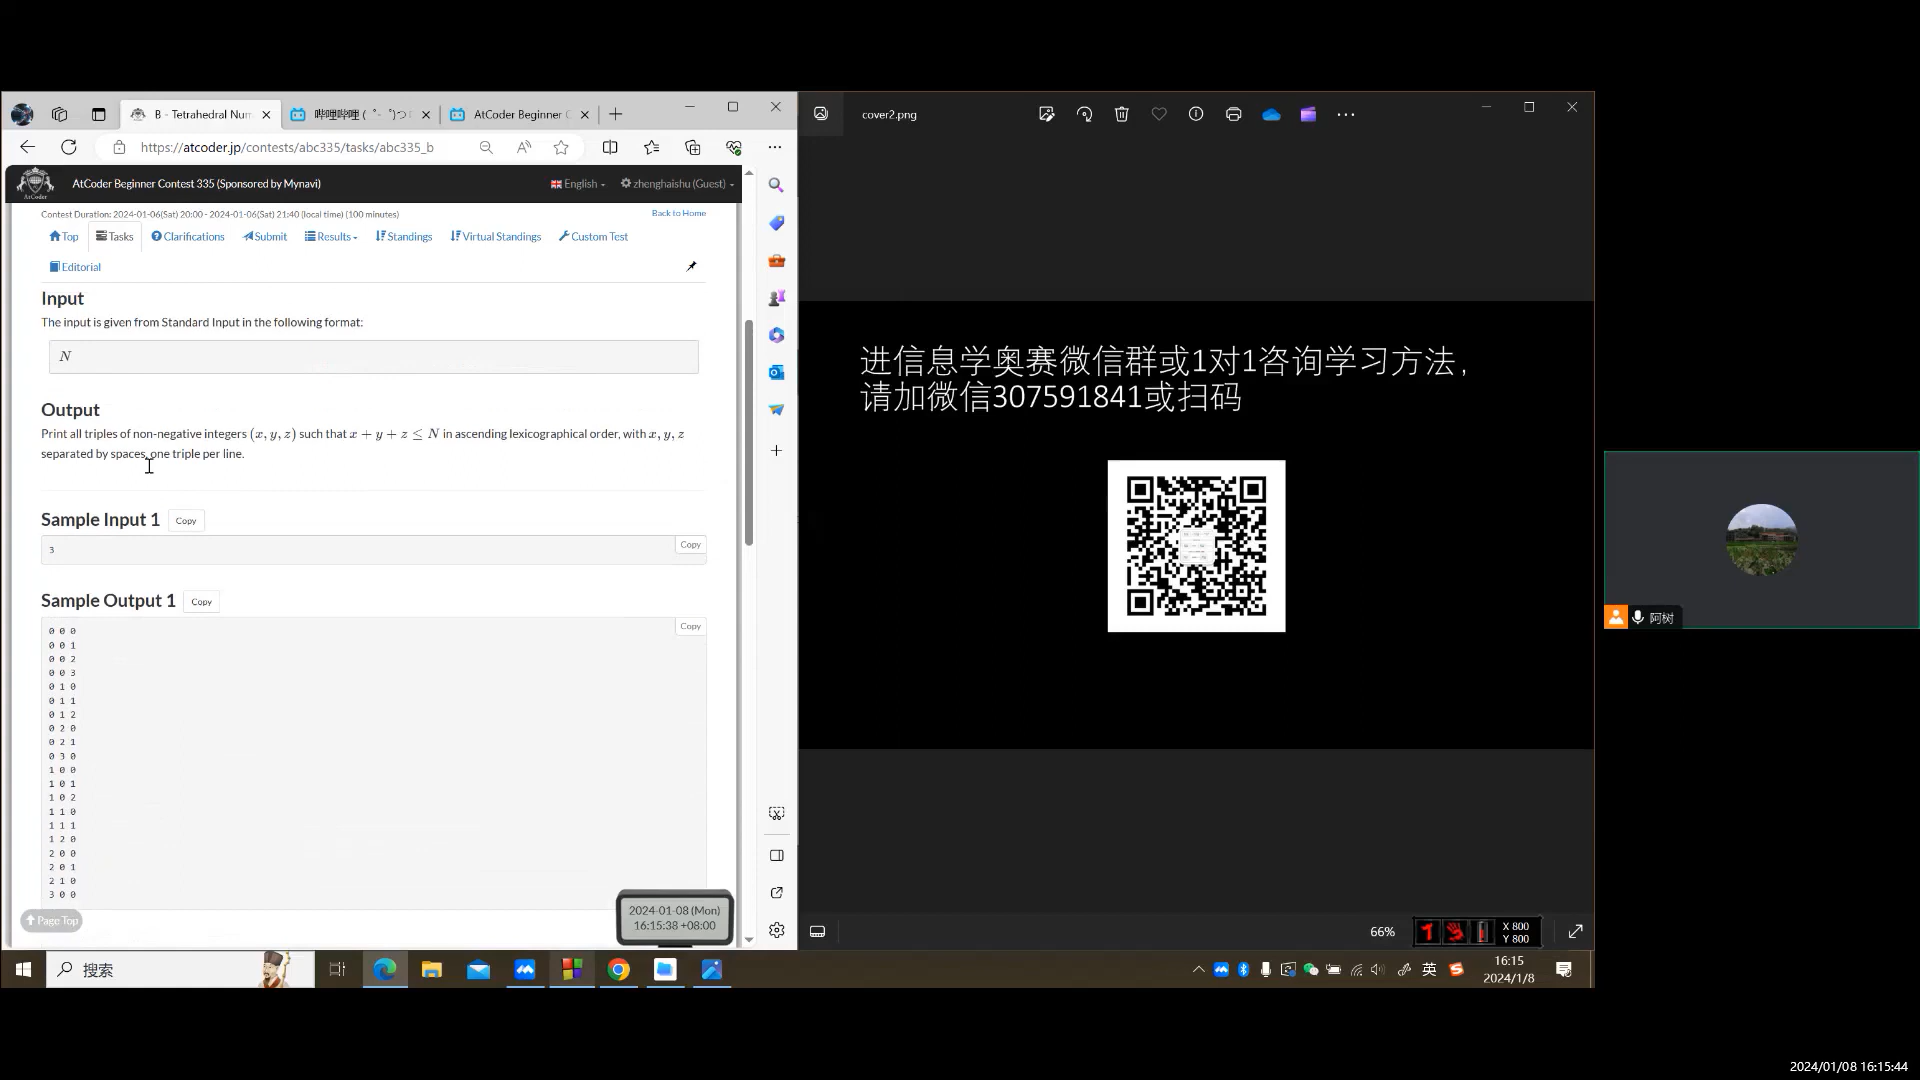 B - Tetrahedral Num
哔哩哔哩 (゜-゜)つロ
AtCoder Beginner C
https://atcoder.jp/contests/abc335/tasks/abc335_b
AtCoder Beginner Contest 335 (Sponsored by Mynavi)
English
zhenghaishu (Guest)
Contest Duration: 2024-01-06(Sat) 20:00 - 2024-01-06(Sat) 21:40 (local time) (100 minutes)
Back to Home
Top
Tasks
Clarifications
Submit
Results
Standings
Virtual Standings
Custom Test
Editorial
Input
The input is given from Standard Input in the following format:
N
Output
Print all triples of non-negative integers (x, y, z) such that x + y + z ≤ N in ascending lexicographical order, with x, y, z
separated by spaces, one triple per line.
Sample Input 1
Copy
3
Copy
Sample Output 1
Copy
Copy
0 0 0
0 0 1
0 0 2
0 0 3
0 1 0
0 1 1
0 1 2
0 2 0
0 2 1
0 3 0
1 0 0
1 0 1
1 0 2
1 1 0
1 1 1
1 2 0
2 0 0
2 0 1
2 1 0
3 0 0
Page Top
2024-01-08 (Mon)
16:15:38 +08:00
cover2.png
进信息学奥赛微信群或1对1咨询学习方法，
请加微信307591841或扫码
66%
X 800
Y 800
阿树
搜索
英
16:15
2024/1/8
2024/01/08 16:15:44